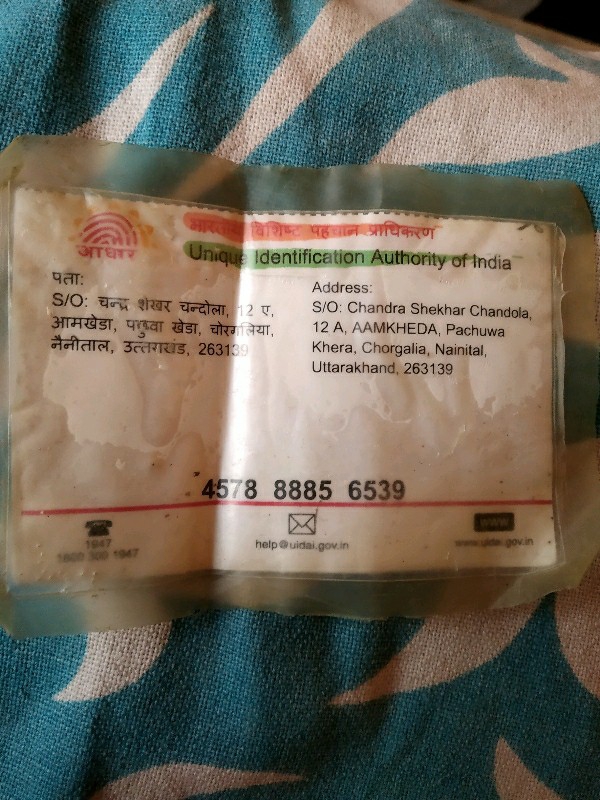 आधार
भारतीय विशिष्ट पहचान प्राधिकरण
Unique Identification Authority of India
पता:
S/O: चन्द्र शेखर चन्दोला, 12 ए,
आमखेडा, पाछुवा खेडा, चोरगलिया,
नैनीताल, उत्तराखंड, 263139
Address:
S/O: Chandra Shekhar Chandola,
12 A, AAMKHEDA, Pachuwa
Khera, Chorgalia, Nainital,
Uttarakhand, 263139
4578 8885 6539
1947
1800 300 1947
help@uidai.gov.in
www
www.uidai.gov.in